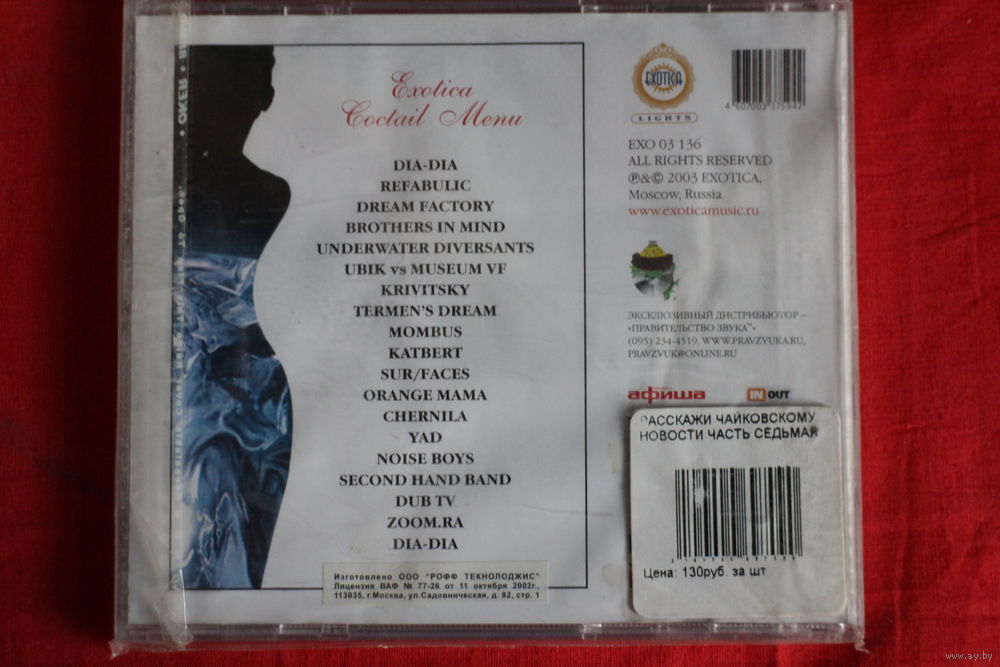 Exotica
Coctail Menu
DIA-DIA
REFABULIC
DREAM FACTORY
BROTHERS IN MIND
UNDERWATER DIVERSANTS
UBIK vs MUSEUM VF
KRIVITSKY
TERMEN'S DREAM
MOMBUS
KATBERT
SUR/FACES
ORANGE MAMA
CHERNILA
YAD
NOISE BOYS
SECOND HAND BAND
DUB TV
ZOOM.RA
DIA-DIA
Изготовлено ООО "РОФФ ТЕКНОЛОДЖИС"
Лицензия ВАФ № 77-26 от 11 октября 2002г.,
113035, г.Москва, ул.Садовническая, д. 82, стр. 1
EXOTICA
LIGHTS
4 607003 375942
EXO 03 136
ALL RIGHTS RESERVED
℗&© 2003 EXOTICA,
Moscow, Russia
www.exoticamusic.ru
ЭКСКЛЮЗИВНЫЙ ДИСТРИБЬЮТОР –
«ПРАВИТЕЛЬСТВО ЗВУКА™»
(095) 234-4519, WWW.PRAVZVUKA.RU,
PRAVZVUK@ONLINE.RU
афиша
IN OUT
РАССКАЖИ ЧАЙКОВСКОМУ
НОВОСТИ ЧАСТЬ СЕДЬМАЯ
Цена: 130руб. за шт
www.ay.by